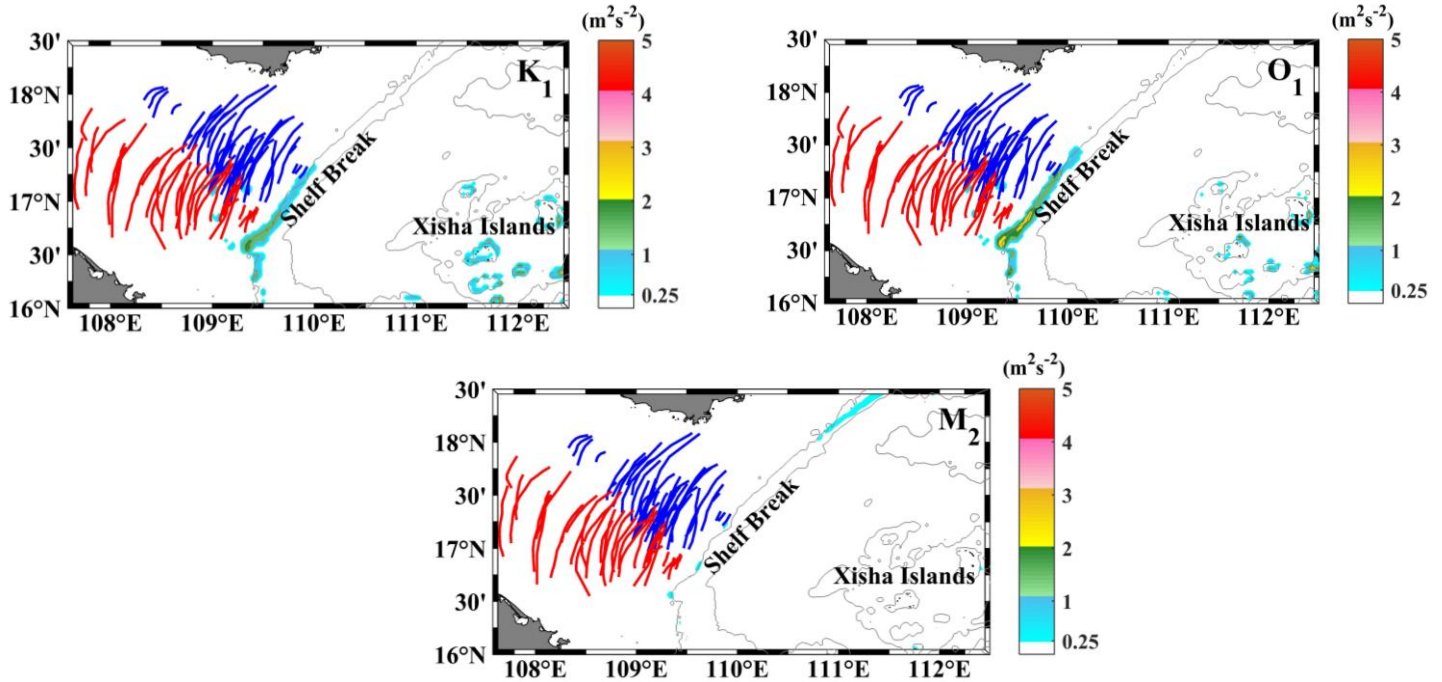 (m²s⁻²)
30'
K₁
5
18°N
4
30'
Shelf Break
3
17°N
2
Xisha Islands
30'
1
16°N
0.25
108°E 109°E 110°E 111°E 112°E
(m²s⁻²)
30'
O₁
5
18°N
4
30'
Shelf Break
3
17°N
2
Xisha Islands
30'
1
16°N
0.25
108°E 109°E 110°E 111°E 112°E
(m²s⁻²)
30'
M₂
5
18°N
4
30'
Shelf Break
3
17°N
2
Xisha Islands
30'
1
16°N
0.25
108°E 109°E 110°E 111°E 112°E